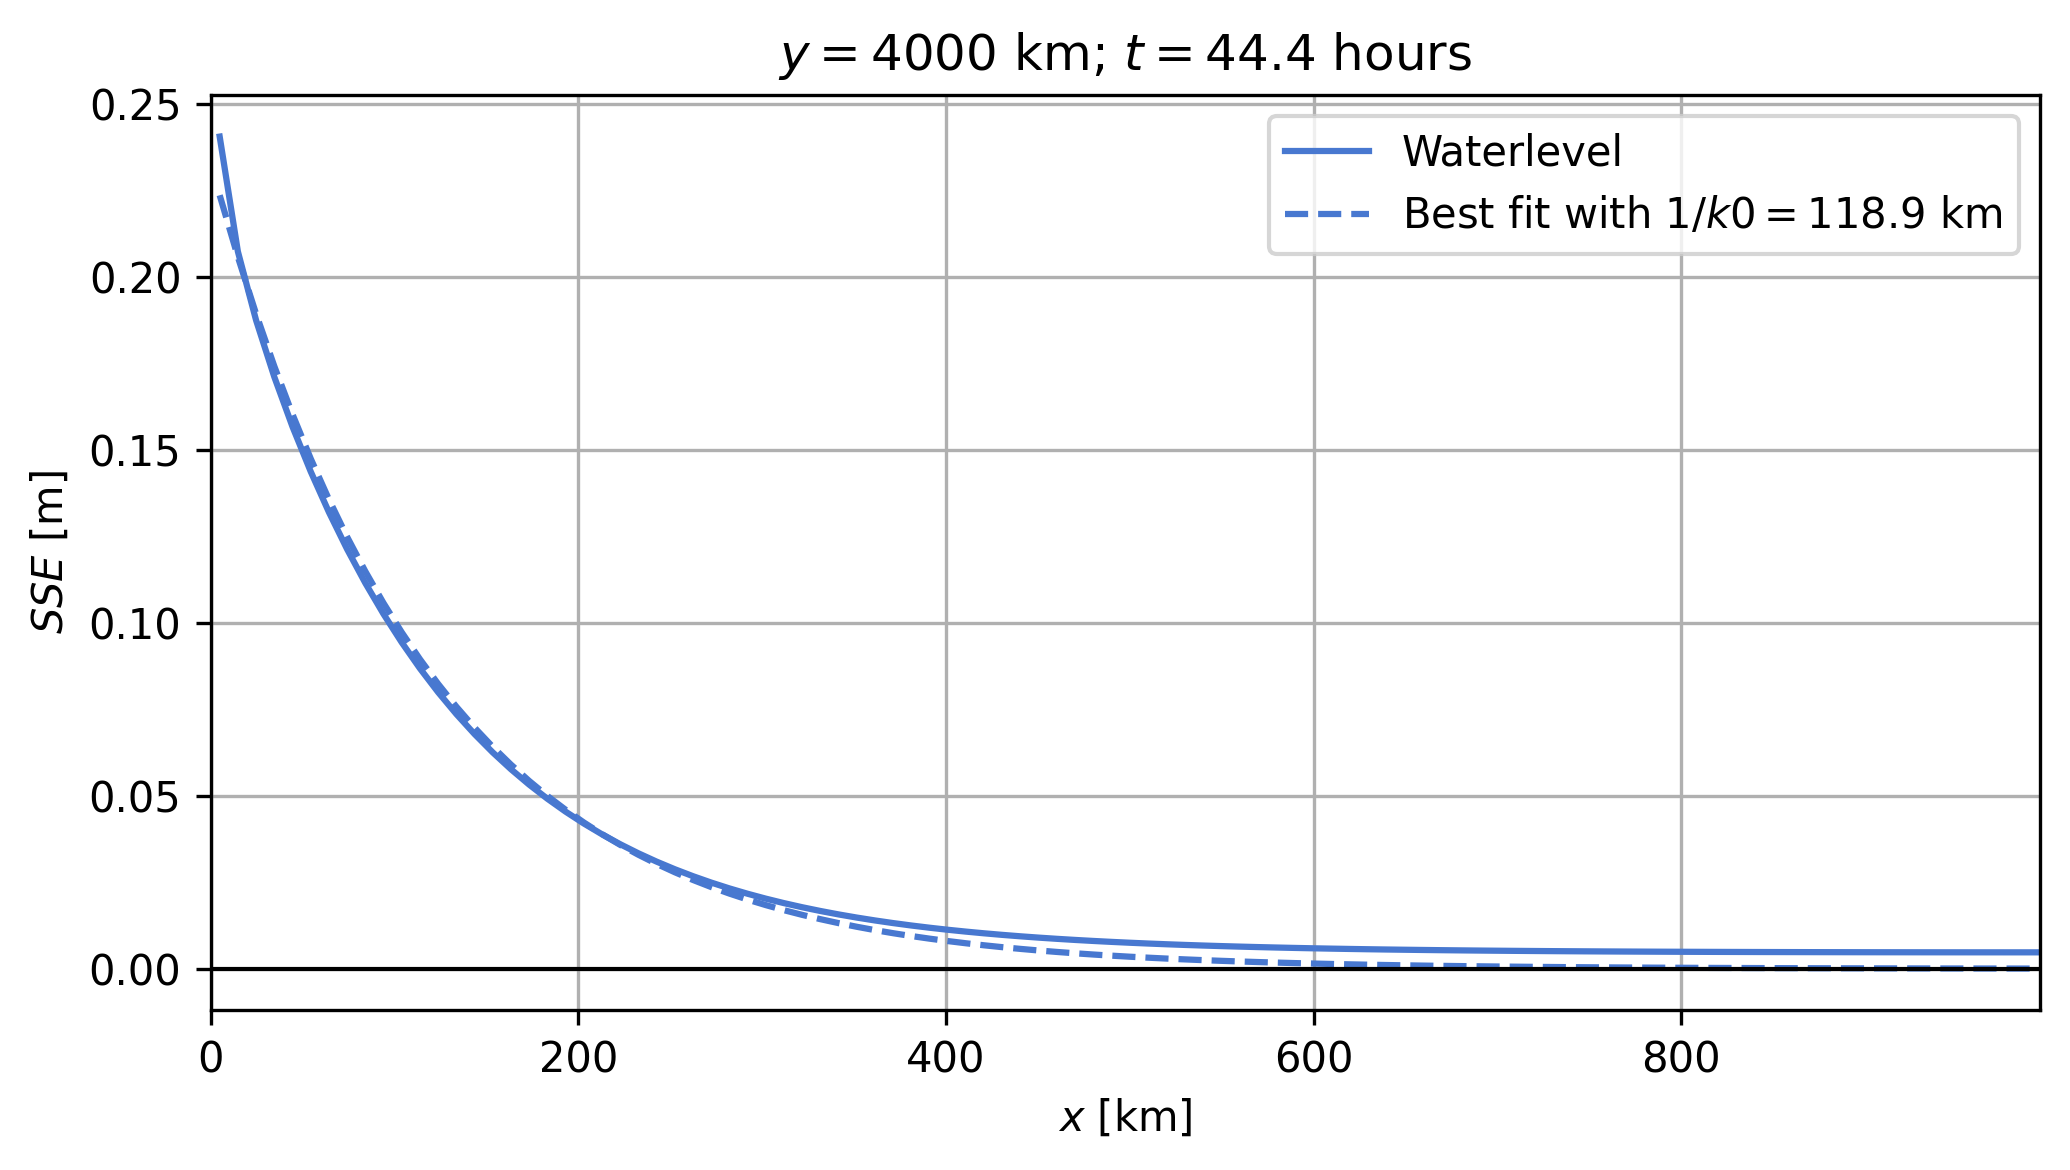 y = 4000 km; t = 44.4 hours
0.25
0.20
0.15
0.10
0.05
0.00
SSE [m]
Waterlevel
Best fit with 1/k0 = 118.9 km
0 200 400 600 800
x [km]